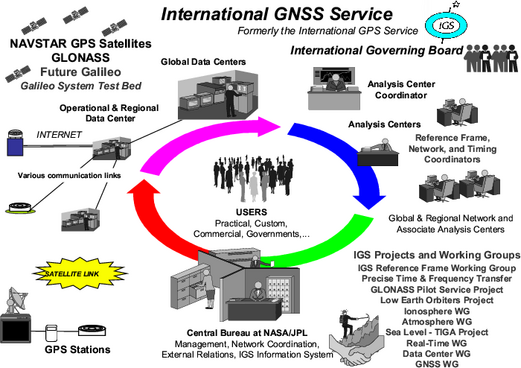 International GNSS Service
Formerly the International GPS Service
IGS
NAVSTAR GPS Satellites
GLONASS
Future Galileo
Galileo System Test Bed
Global Data Centers
International Governing Board
Operational & Regional
Data Center
Analysis Center
Coordinator
INTERNET
Analysis Centers
Reference Frame,
Network, and Timing
Coordinators
Various communication links
USERS
Practical, Custom,
Commercial, Governments,...
Global & Regional Network and
Associate Analysis Centers
SATELLITE LINK
GPS Stations
Central Bureau at NASA/JPL
Management, Network Coordination,
External Relations, IGS Information System
IGS Projects and Working Groups
IGS Reference Frame Working Group
Precise Time & Frequency Transfer
GLONASS Pilot Service Project
Low Earth Orbiters Project
Ionosphere WG
Atmosphere WG
Sea Level - TIGA Project
Real-Time WG
Data Center WG
GNSS WG